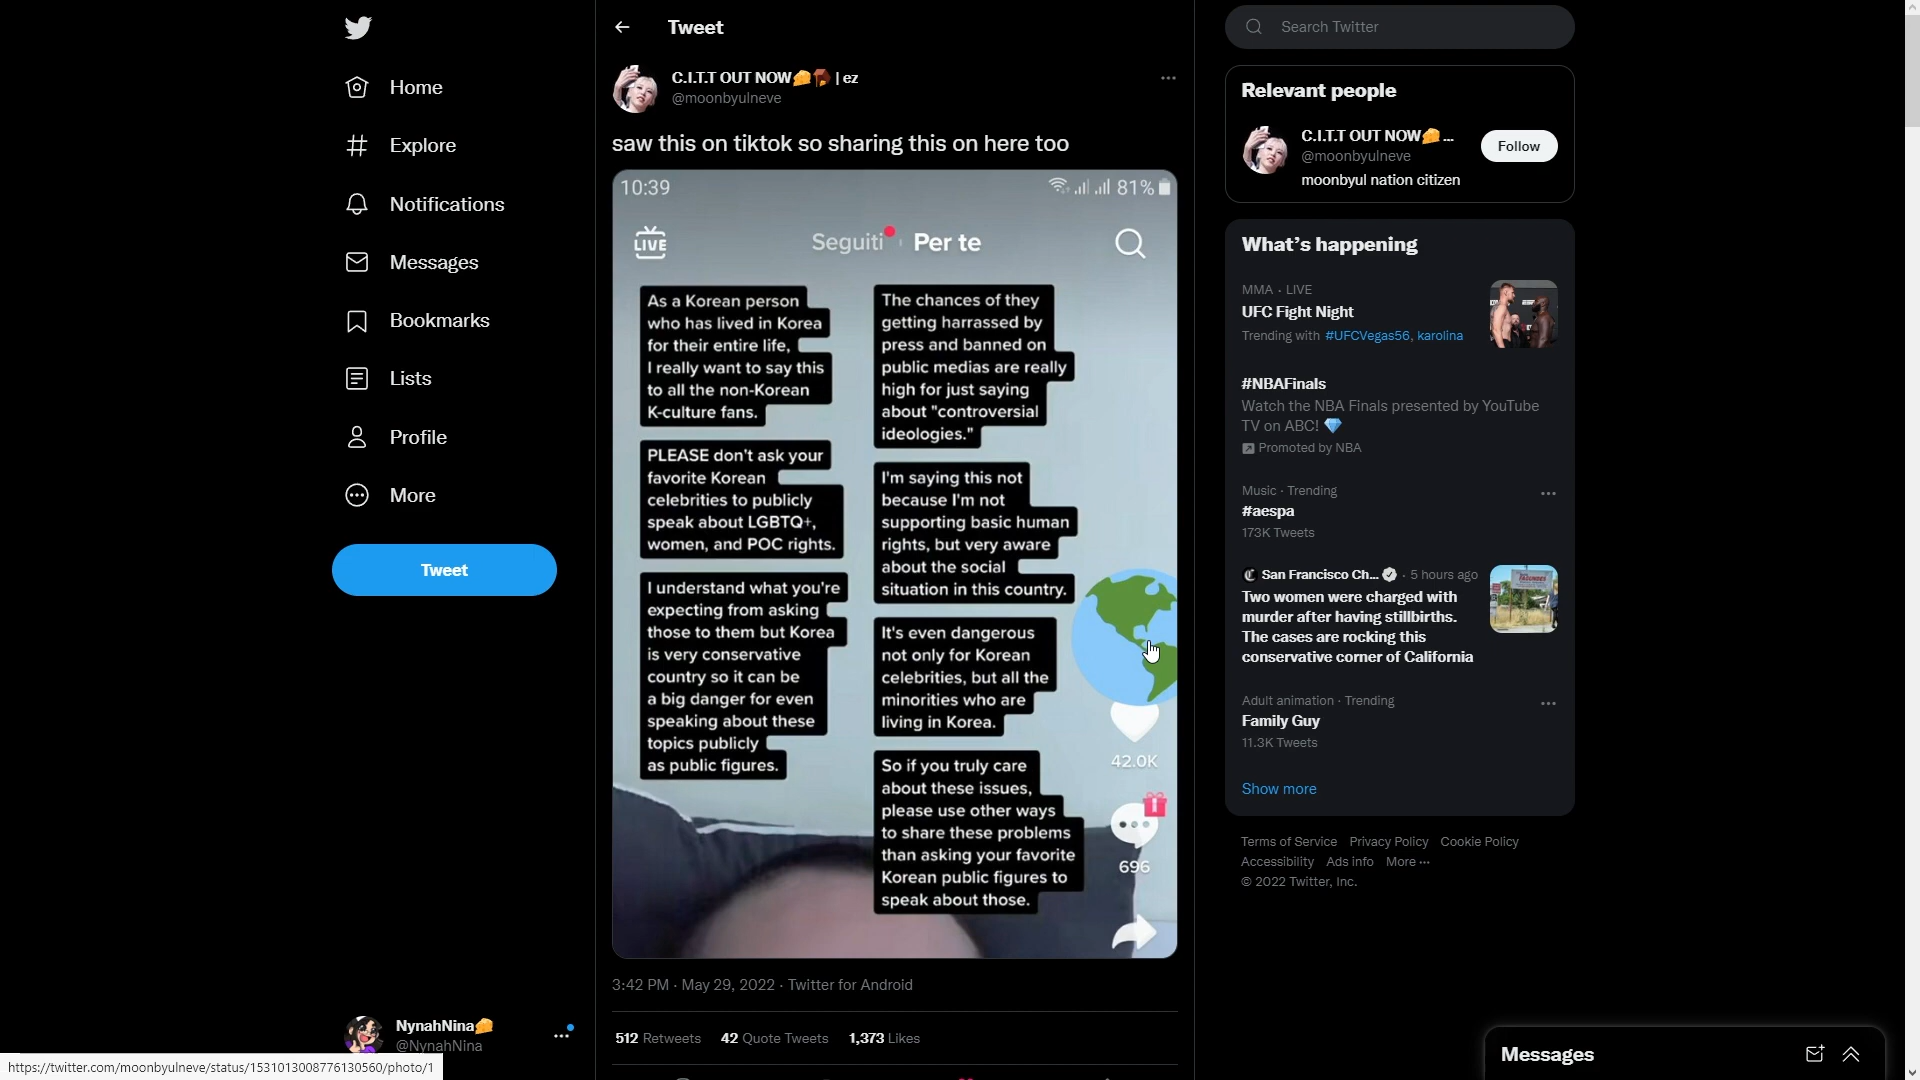 Home
Explore
Notifications
Messages
Bookmarks
Lists
Profile
More
Tweet
NynahNina🧀
@NynahNina
https://twitter.com/moonbyulneve/status/1531013008776130560/photo/1
Tweet
C.I.T.T OUT NOW🧀 | ez
@moonbyulneve
saw this on tiktok so sharing this on here too
10:39
81%
LIVE
Seguiti
Per te
As a Korean person
who has lived in Korea
for their entire life,
I really want to say this
to all the non-Korean
K-culture fans.
PLEASE don't ask your
favorite Korean
celebrities to publicly
speak about LGBTQ+,
women, and POC rights.
I understand what you're
expecting from asking
those to them but Korea
is very conservative
country so it can be
a big danger for even
speaking about these
topics publicly
as public figures.
The chances of they
getting harrassed by
press and banned on
public medias are really
high for just saying
about "controversial
ideologies."
I'm saying this not
because I'm not
supporting basic human
rights, but very aware
about the social
situation in this country.
It's even dangerous
not only for Korean
celebrities, but all the
minorities who are
living in Korea.
So if you truly care
about these issues,
please use other ways
to share these problems
than asking your favorite
Korean public figures to
speak about those.
42.0K
696
3:42 PM · May 29, 2022 · Twitter for Android
512 Retweets 42 Quote Tweets 1,373 Likes
Search Twitter
Relevant people
C.I.T.T OUT NOW🧀 ...
@moonbyulneve
Follow
moonbyul nation citizen
What's happening
MMA · LIVE
UFC Fight Night
Trending with #UFCVegas56, karolina
#NBAFinals
Watch the NBA Finals presented by YouTube
TV on ABC! 💎
Promoted by NBA
Music · Trending
#aespa
173K Tweets
San Francisco Ch... · 5 hours ago
Two women were charged with
murder after having stillbirths.
The cases are rocking this
conservative corner of California
Adult animation · Trending
Family Guy
11.3K Tweets
Show more
Terms of Service Privacy Policy Cookie Policy
Accessibility Ads info More ···
© 2022 Twitter, Inc.
Messages